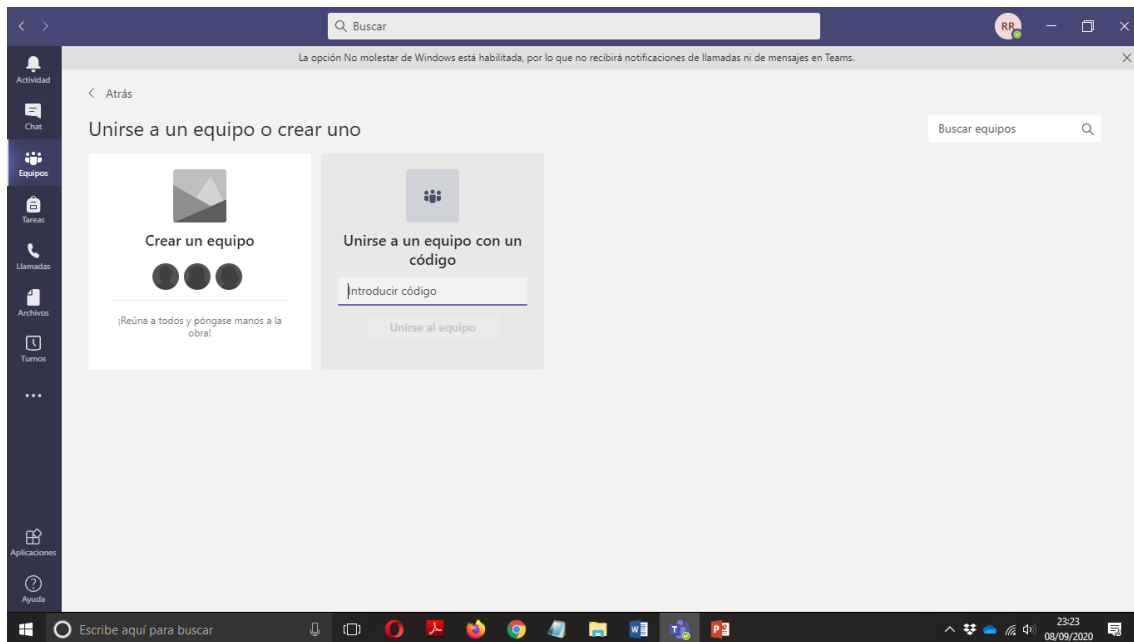 Buscar
RR
La opción No molestar de Windows está habilitada, por lo que no recibirá notificaciones de llamadas ni de mensajes en Teams.
Actividad
Chat
Equipos
Tareas
Llamadas
Archivos
Turnos
Aplicaciones
Ayuda
Atrás
Unirse a un equipo o crear uno
Buscar equipos
Crear un equipo
¡Reúna a todos y póngase manos a la
obra!
Unirse a un equipo con un
código
Introducir código
Unirse al equipo
Escribe aquí para buscar
23:23
08/09/2020